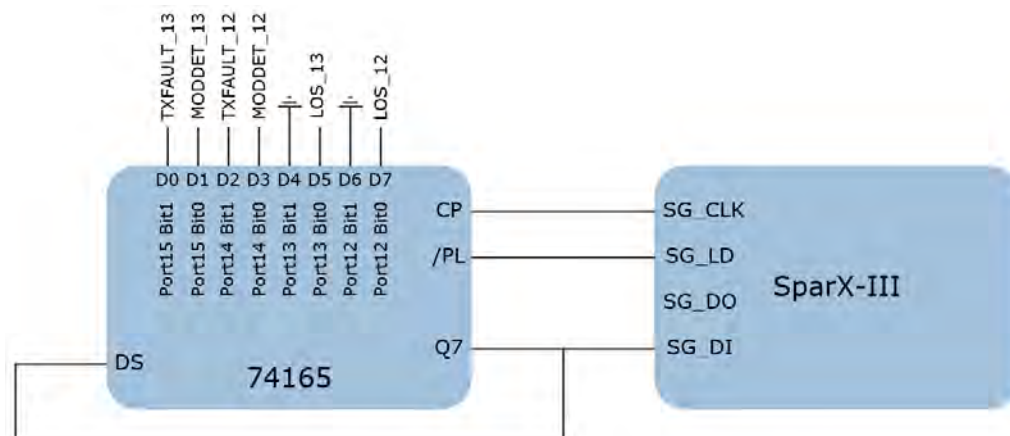 TXFAULT_13
MODDET_13
TXFAULT_12
MODDET_12
LOS_13
LOS_12
D0 D1 D2 D3 D4 D5 D6 D7
Port15 Bit1
Port15 Bit0
Port14 Bit1
Port14 Bit0
Port13 Bit1
Port13 Bit0
Port12 Bit1
Port12 Bit0
CP
/PL
Q7
DS
74165
SG_CLK
SG_LD
SG_DO
SG_DI
SparX-III